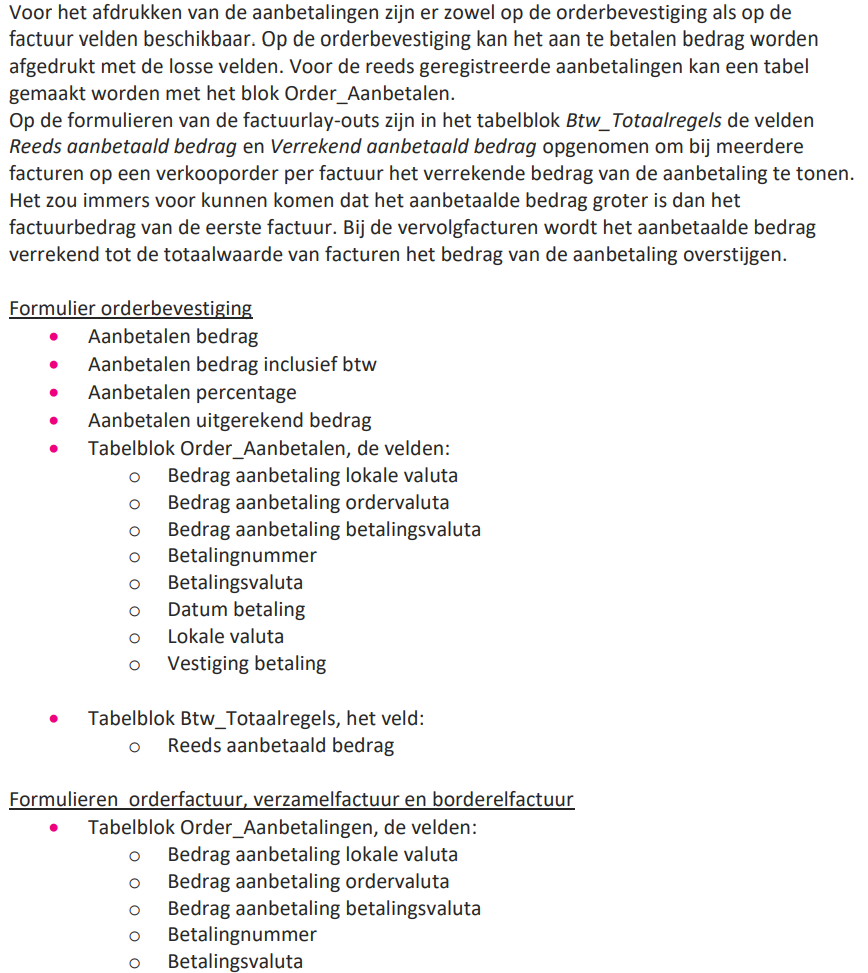 Voor het afdrukken van de aanbetalingen zijn er zowel op de orderbevestiging als op de
factuur velden beschikbaar. Op de orderbevestiging kan het aan te betalen bedrag worden
afgedrukt met de losse velden. Voor de reeds geregistreerde aanbetalingen kan een tabel
gemaakt worden met het blok Order_Aanbetalen.
Op de formulieren van de factuurlay-outs zijn in het tabelblok Btw_Totaalregels de velden
Reeds aanbetaald bedrag en Verrekend aanbetaald bedrag opgenomen om bij meerdere
facturen op een verkooporder per factuur het verrekende bedrag van de aanbetaling te tonen.
Het zou immers voor kunnen komen dat het aanbetaalde bedrag groter is dan het
factuurbedrag van de eerste factuur. Bij de vervolgfacturen wordt het aanbetaalde bedrag
verrekend tot de totaalwaarde van facturen het bedrag van de aanbetaling overstijgen.

Formulier orderbevestiging
• Aanbetalen bedrag
• Aanbetalen bedrag inclusief btw
• Aanbetalen percentage
• Aanbetalen uitgerekend bedrag
• Tabelblok Order_Aanbetalen, de velden:
o Bedrag aanbetaling lokale valuta
o Bedrag aanbetaling ordervaluta
o Bedrag aanbetaling betalingsvaluta
o Betalingnummer
o Betalingsvaluta
o Datum betaling
o Lokale valuta
o Vestiging betaling

• Tabelblok Btw_Totaalregels, het veld:
o Reeds aanbetaald bedrag

Formulieren  orderfactuur, verzamelfactuur en borderelfactuur
• Tabelblok Order_Aanbetalingen, de velden:
o Bedrag aanbetaling lokale valuta
o Bedrag aanbetaling ordervaluta
o Bedrag aanbetaling betalingsvaluta
o Betalingnummer
o Betalingsvaluta